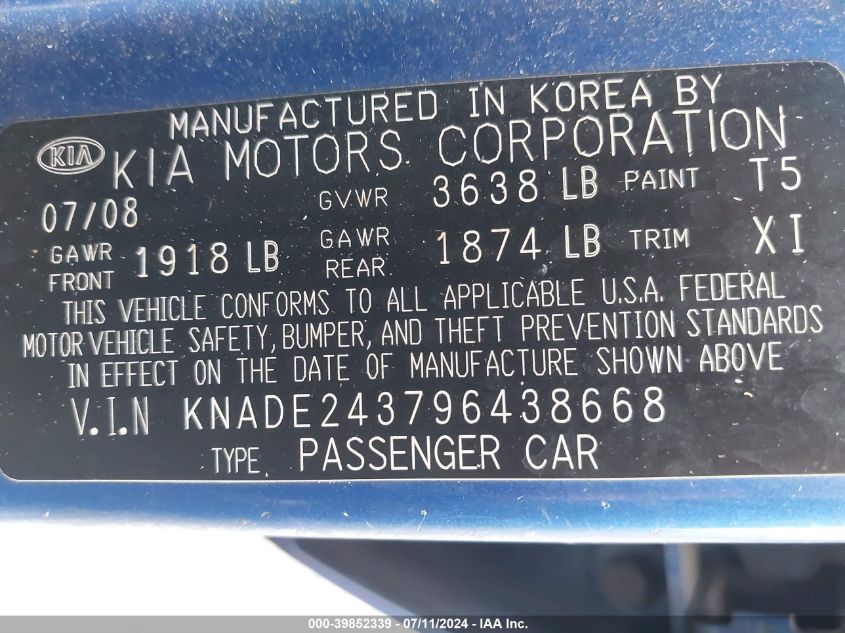 MANUFACTURED IN KOREA BY
KIA KIA MOTORS CORPORATION
07/08 GVWR 3638 LB PAINT T5
GAWR FRONT 1918 LB GAWR REAR 1874 LB TRIM XI
THIS VEHICLE CONFORMS TO ALL APPLICABLE U.S.A. FEDERAL
MOTOR VEHICLE SAFETY, BUMPER, AND THEFT PREVENTION STANDARDS
IN EFFECT ON THE DATE OF MANUFACTURE SHOWN ABOVE
V.I.N KNADE243796438668
TYPE PASSENGER CAR
000-39852339 - 07/11/2024 - IAA Inc.